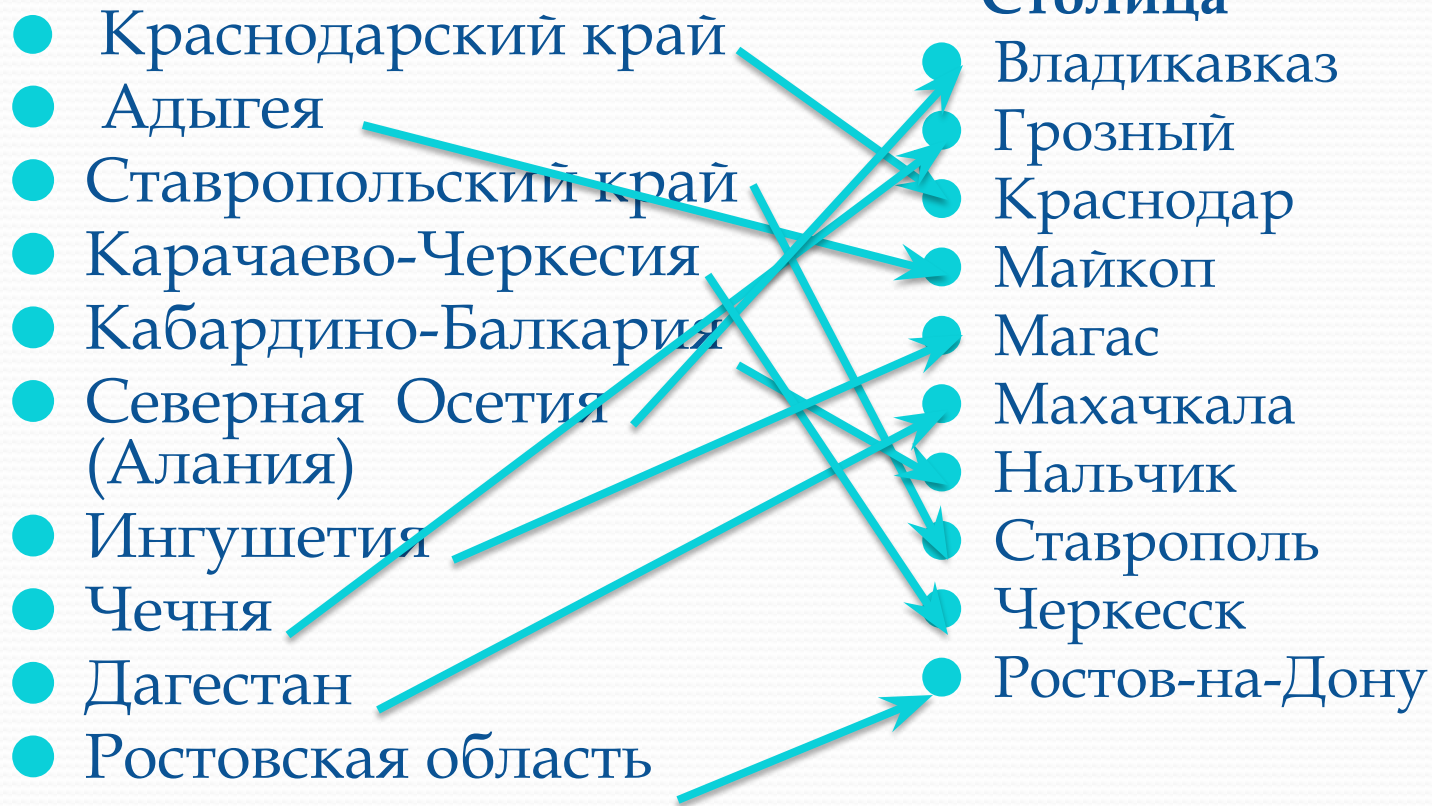 Краснодарский край
Адыгея
Ставропольский край
Карачаево-Черкесия
Кабардино-Балкария
Северная Осетия
(Алания)
Ингушетия
Чечня
Дагестан
Ростовская область
Столица
Владикавказ
Грозный
Краснодар
Майкоп
Магас
Махачкала
Нальчик
Ставрополь
Черкесск
Ростов-на-Дону